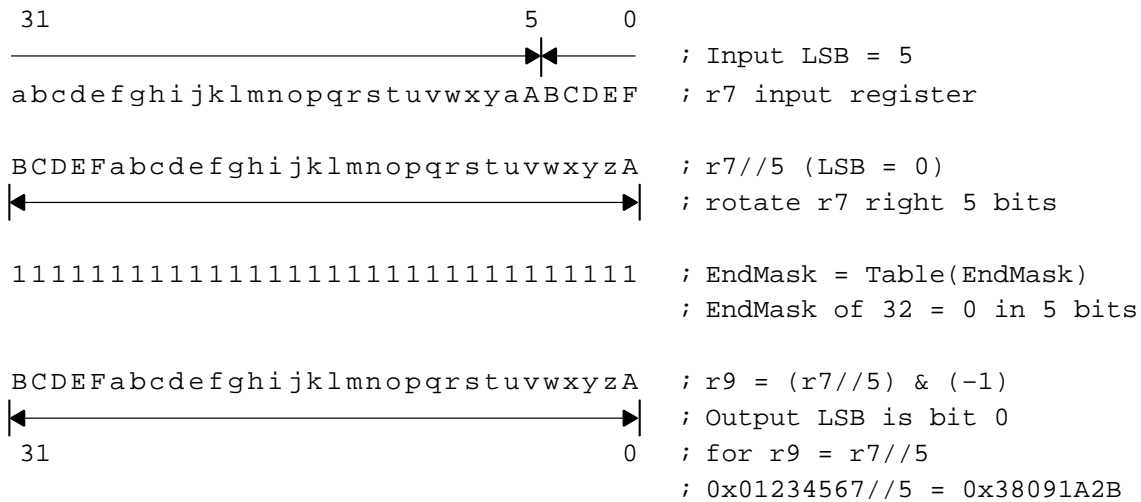 31 5 0
; Input LSB = 5
abcdefghijklmnopqrstuvwxyaABCDEF ; r7 input register
BCDEFabcdefghijklmnopqrstuvwxyzA ; r7//5 (LSB = 0)
; rotate r7 right 5 bits
11111111111111111111111111111111 ; EndMask = Table(EndMask)
; EndMask of 32 = 0 in 5 bits
BCDEFabcdefghijklmnopqrstuvwxyzA ; r9 = (r7//5) & (−1)
; Output LSB is bit 0
31 0 ; for r9 = r7//5
; 0x01234567//5 = 0x38091A2B